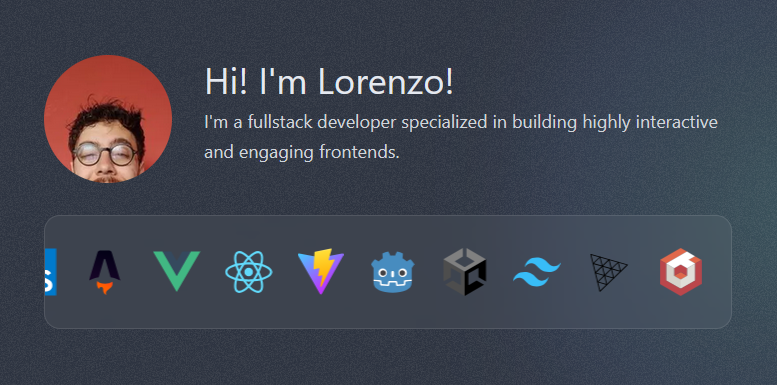 Hi! I'm Lorenzo!
I'm a fullstack developer specialized in building highly interactive
and engaging frontends.
S